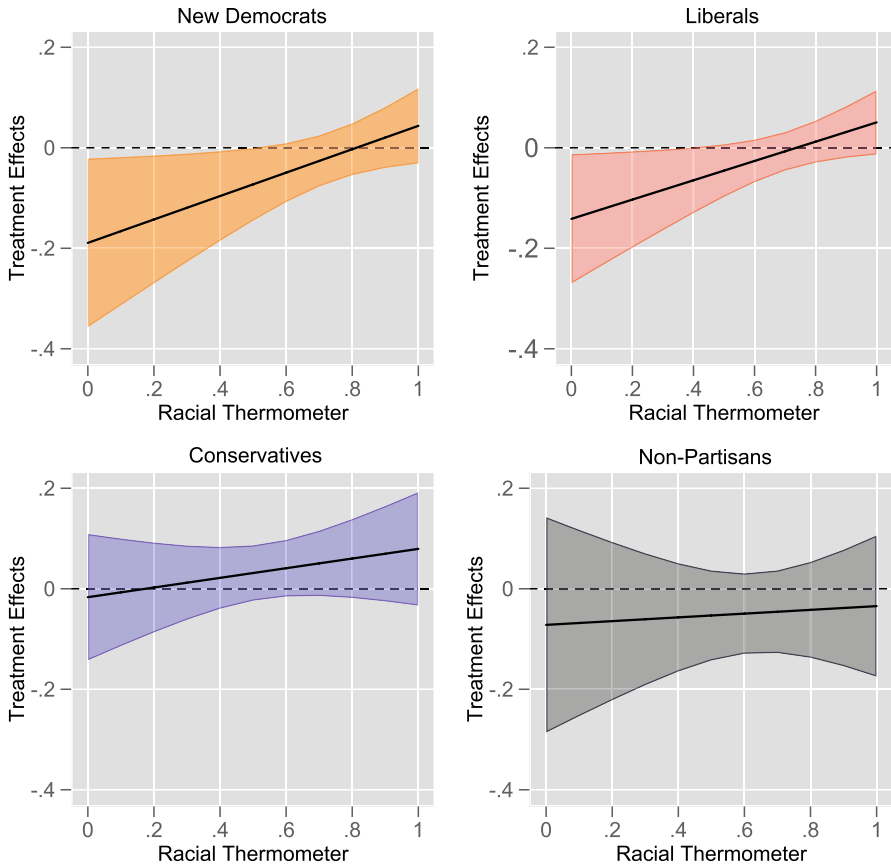 New Democrats
.2
0
-.2
-.4
Treatment Effects
0 .2 .4 .6 .8 1
Racial Thermometer
Liberals
.2
0
-.2
-.4
Treatment Effects
0 .2 .4 .6 .8 1
Racial Thermometer
Conservatives
.2
0
-.2
-.4
Treatment Effects
0 .2 .4 .6 .8 1
Racial Thermometer
Non-Partisans
.2
0
-.2
-.4
Treatment Effects
0 .2 .4 .6 .8 1
Racial Thermometer